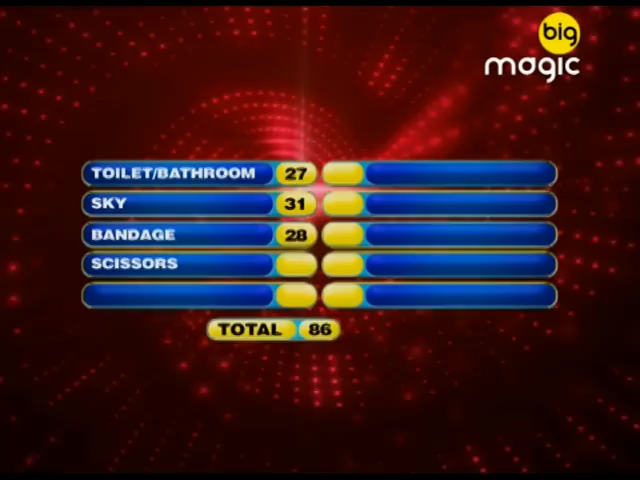 big
magic
TOILET/BATHROOM 27
SKY 31
BANDAGE 28
SCISSORS
TOTAL 86